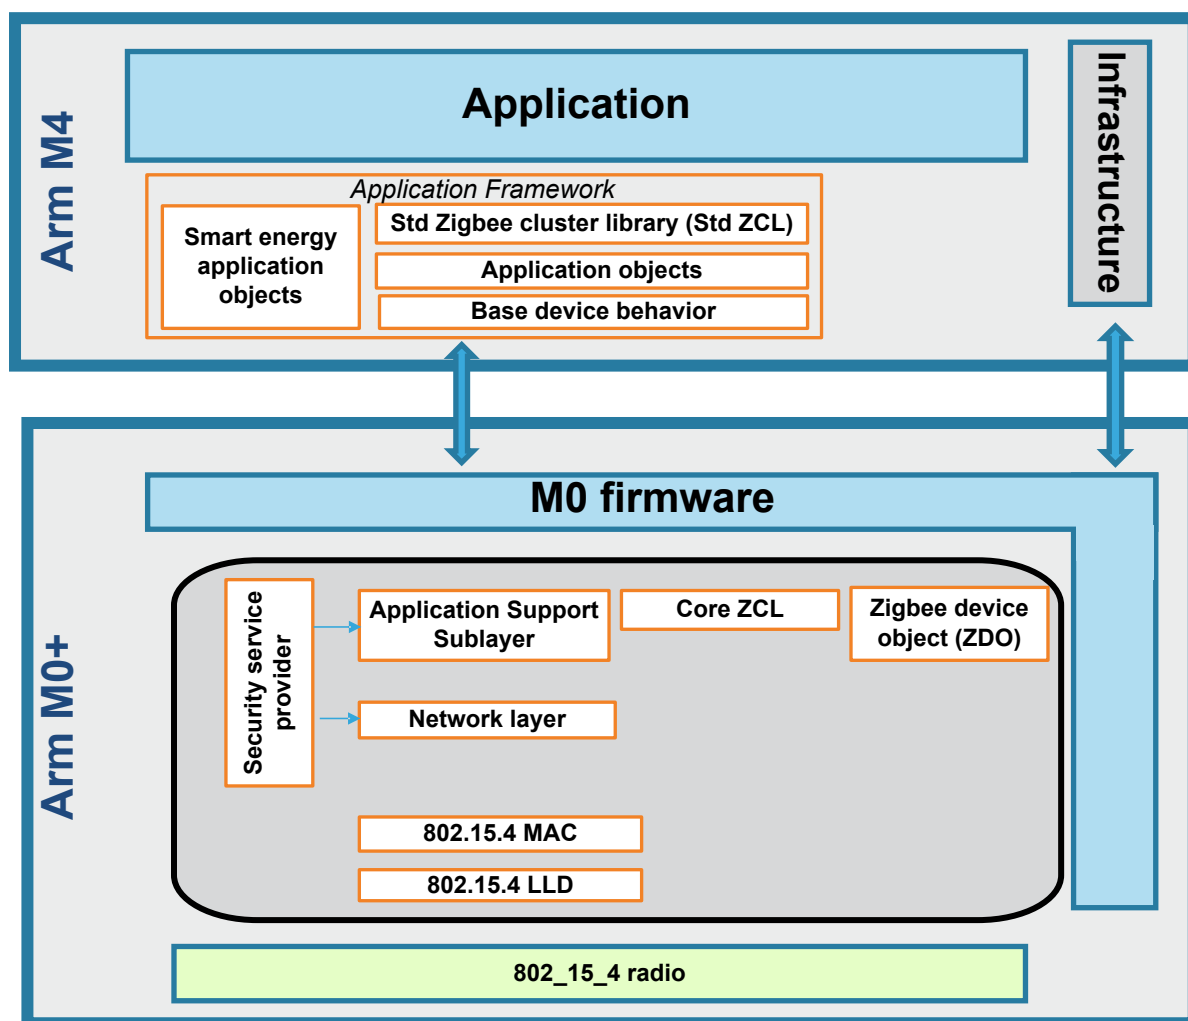 Arm M4
Application
Infrastructure
Application Framework
Smart energy
application
objects
Std Zigbee cluster library (Std ZCL)
Application objects
Base device behavior
Arm M0+
M0 firmware
Security service
provider
Application Support
Sublayer
Core ZCL
Zigbee device
object (ZDO)
Network layer
802.15.4 MAC
802.15.4 LLD
802_15_4 radio